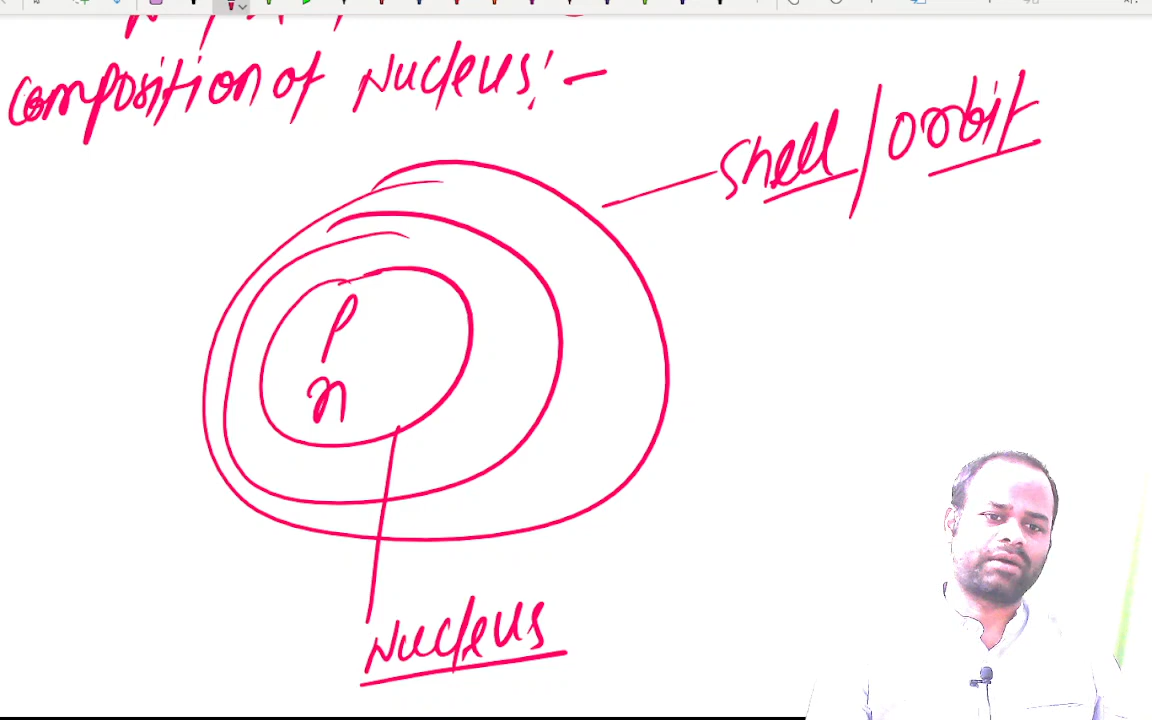 composition of Nucleus:-
Shell/orbit
p
n
Nucleus